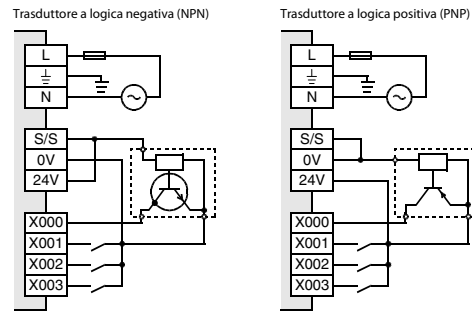 Trasduttore a logica negativa (NPN)
Trasduttore a logica positiva (PNP)
L
N
S/S
0V
24V
X000
X001
X002
X003
L
N
S/S
0V
24V
X000
X001
X002
X003